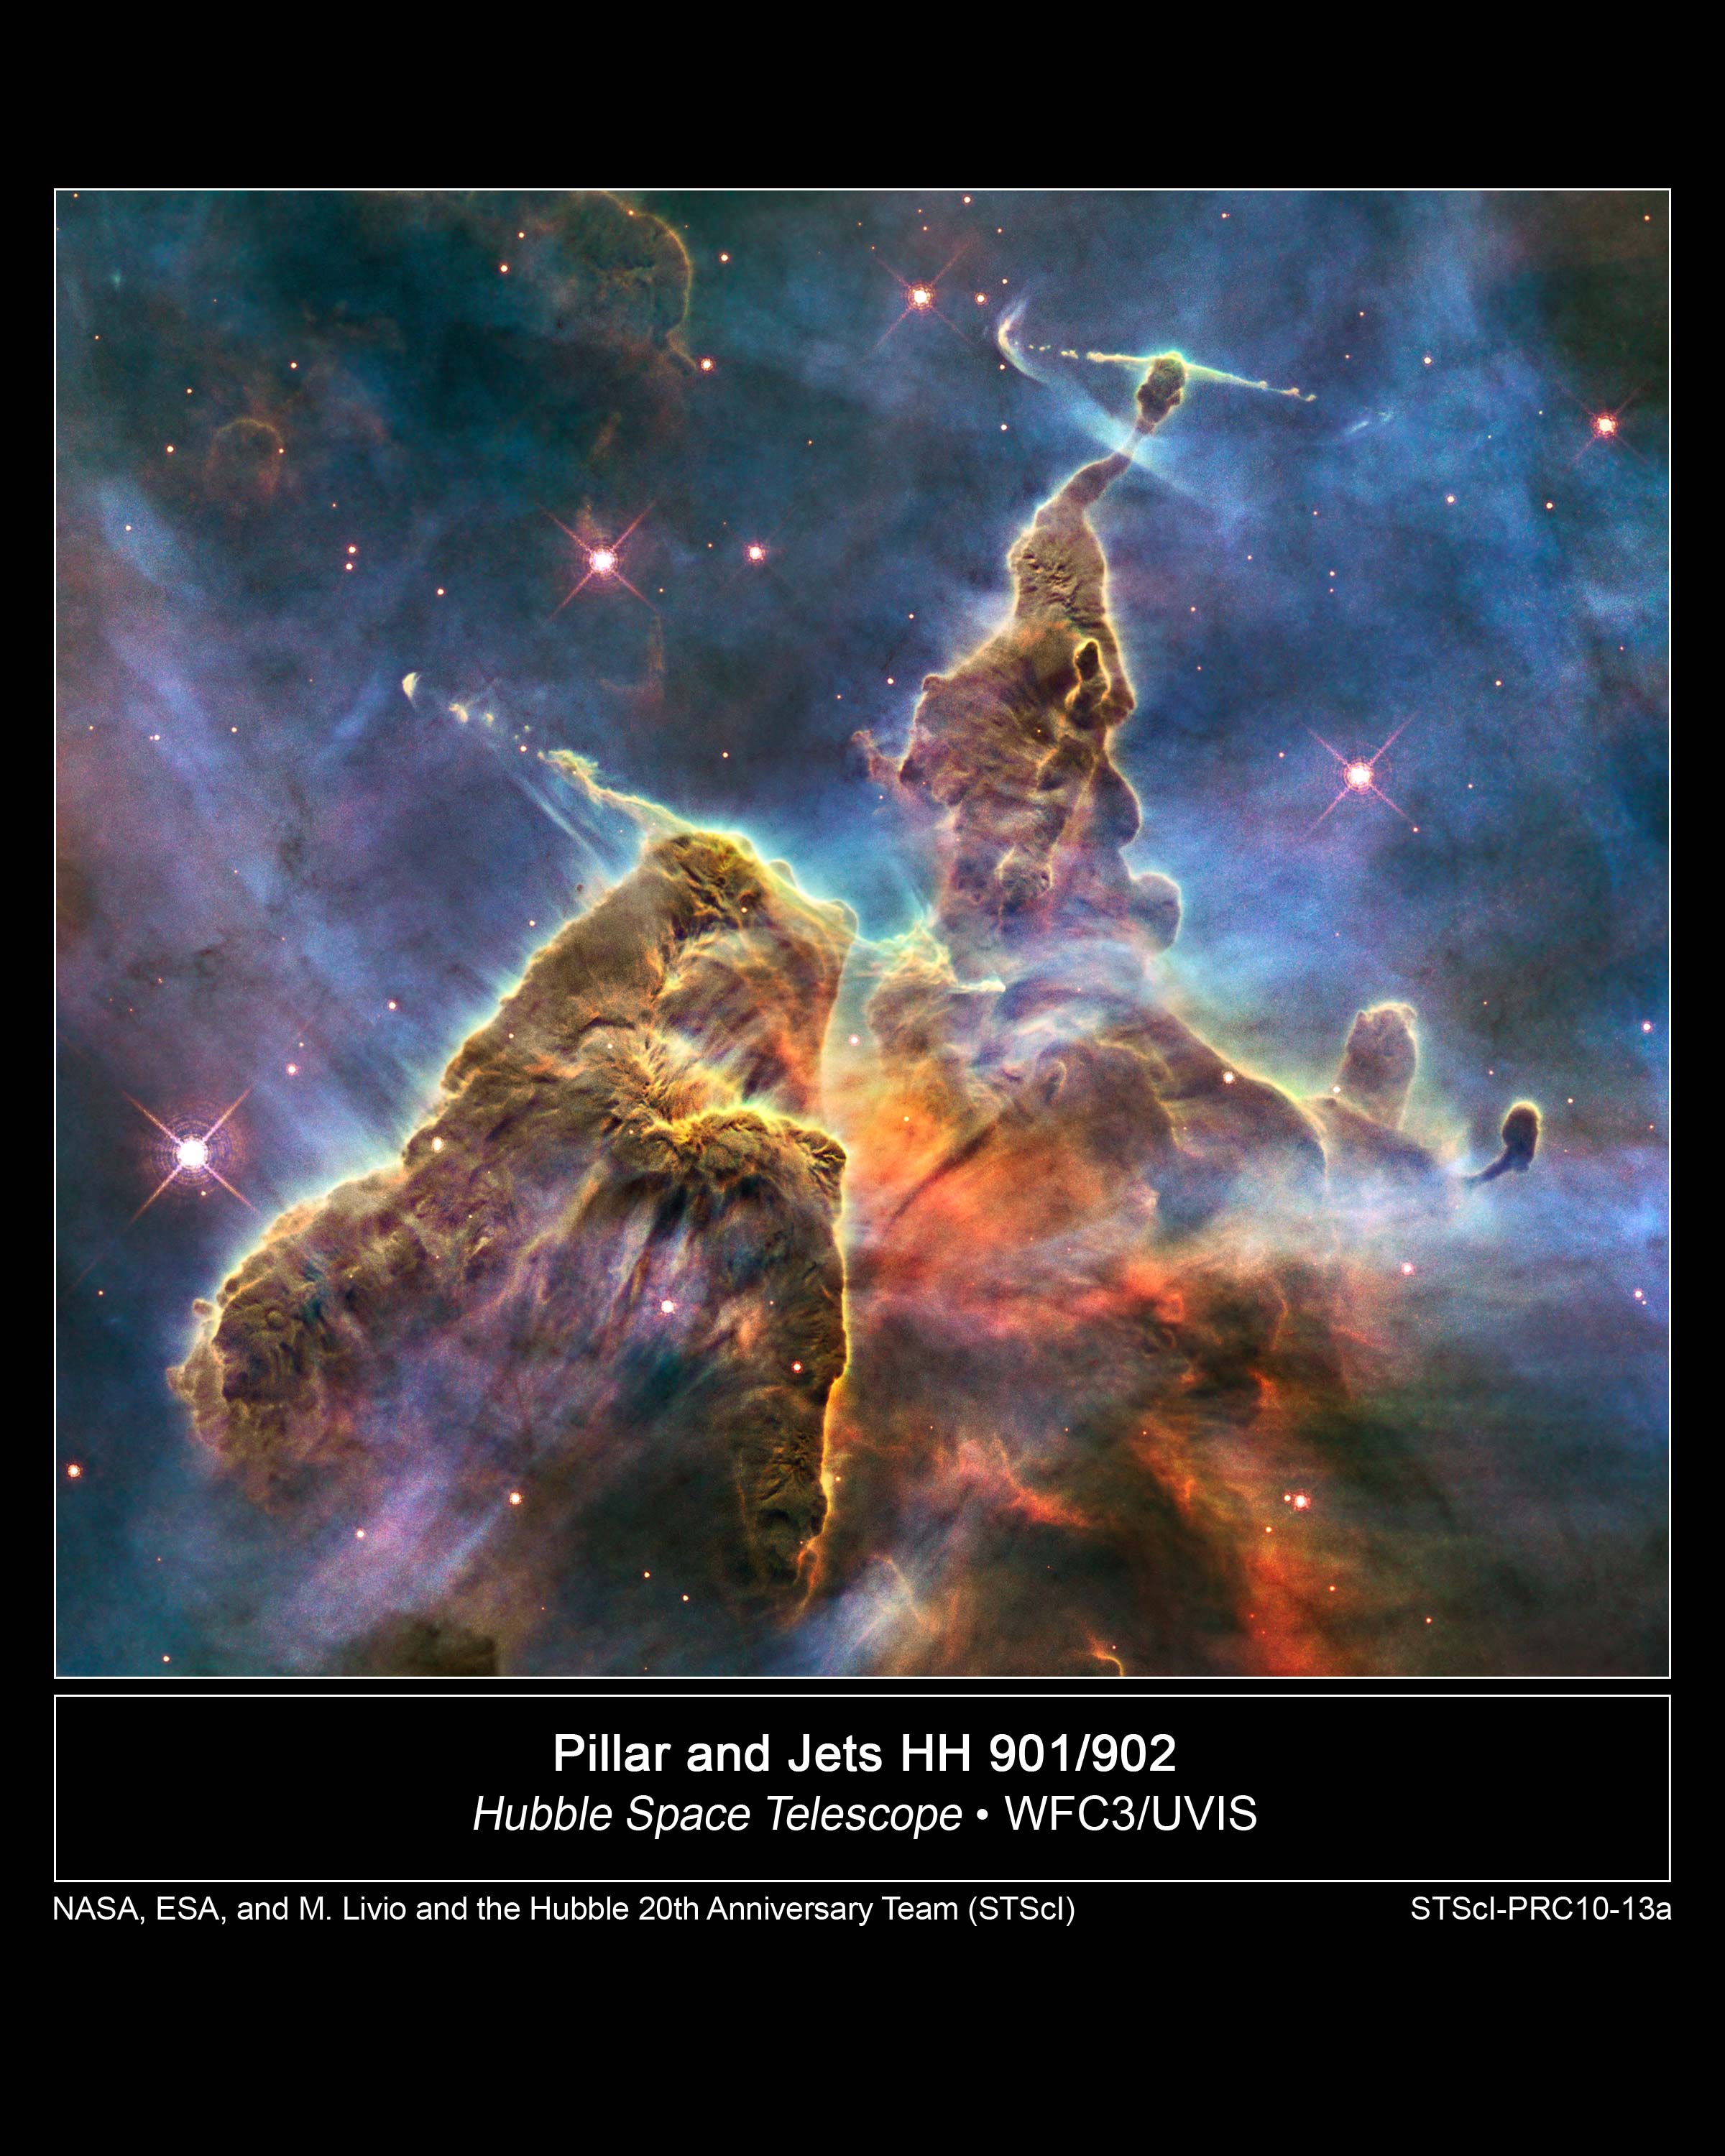 Pillar and Jets HH 901/902
Hubble Space Telescope • WFC3/UVIS
NASA, ESA, and M. Livio and the Hubble 20th Anniversary Team (STScI)
STScI-PRC10-13a